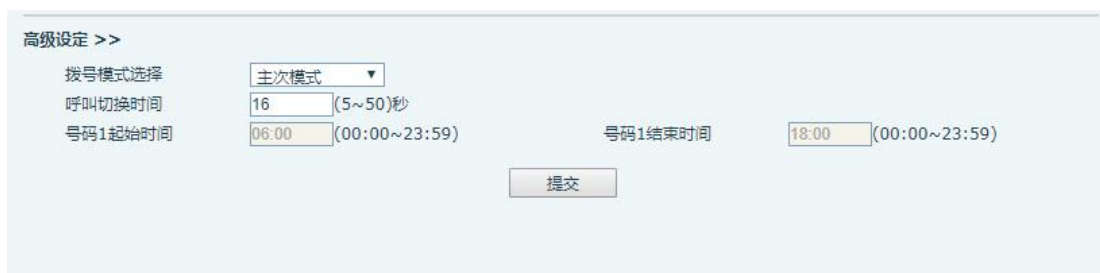 高级设定 >>
拨号模式选择 主次模式
呼叫切换时间 16 (5~50)秒
号码1起始时间 06:00 (00:00~23:59) 号码1结束时间 18:00 (00:00~23:59)
提交